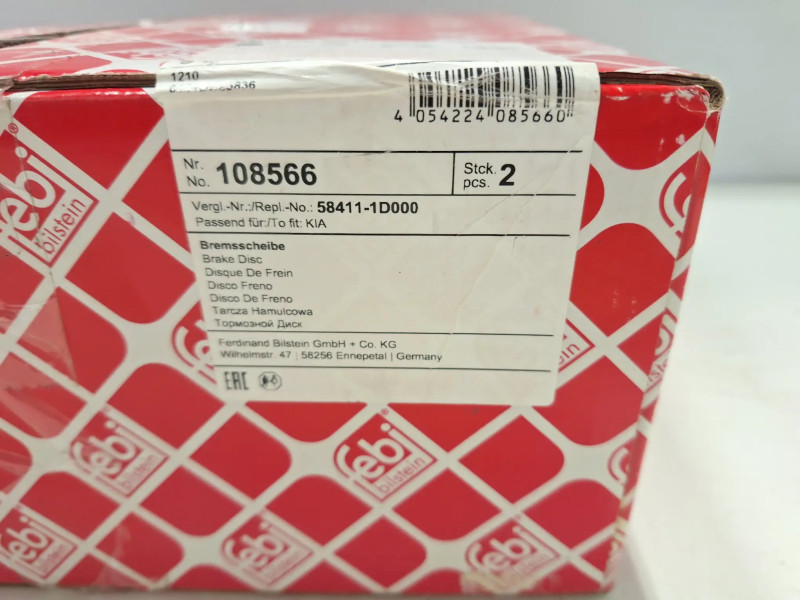 1210
4 054224 085660
Nr.
No. 108566
Stck.
pcs. 2
Vergl.-Nr.:/Repl.-No.: 58411-1D000
Passend für:/To fit: KIA
Bremsscheibe
Brake Disc
Disque De Frein
Disco Freno
Disco De Freno
Tarcza Hamulcowa
Тормозной Диск
Ferdinand Bilstein GmbH + Co. KG
Wilhelmstr. 47 | 58256 Ennepetal | Germany
EAC
febi
bilstein
febi
bilstein
febi
bilstein
febi
bilstein
febi
bilstein
febi
bilstein